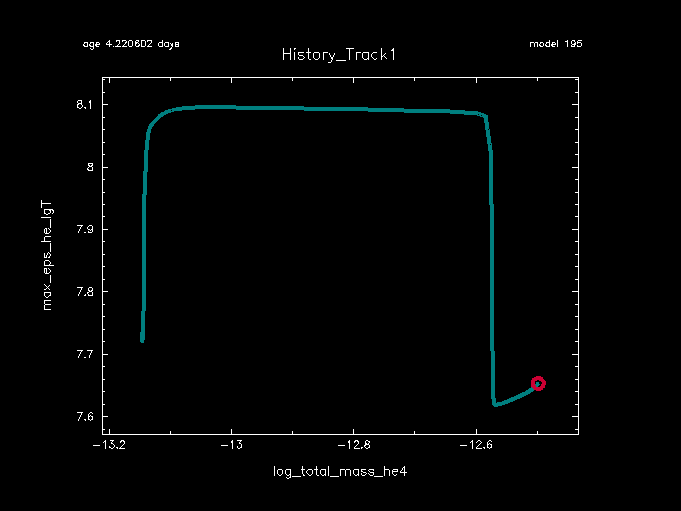 age 4.220602 days
model 195
History_Track1
8.1
8
7.9
7.8
7.7
7.6
max_eps_he_lgT
-13.2
-13
-12.8
-12.6
log_total_mass_he4